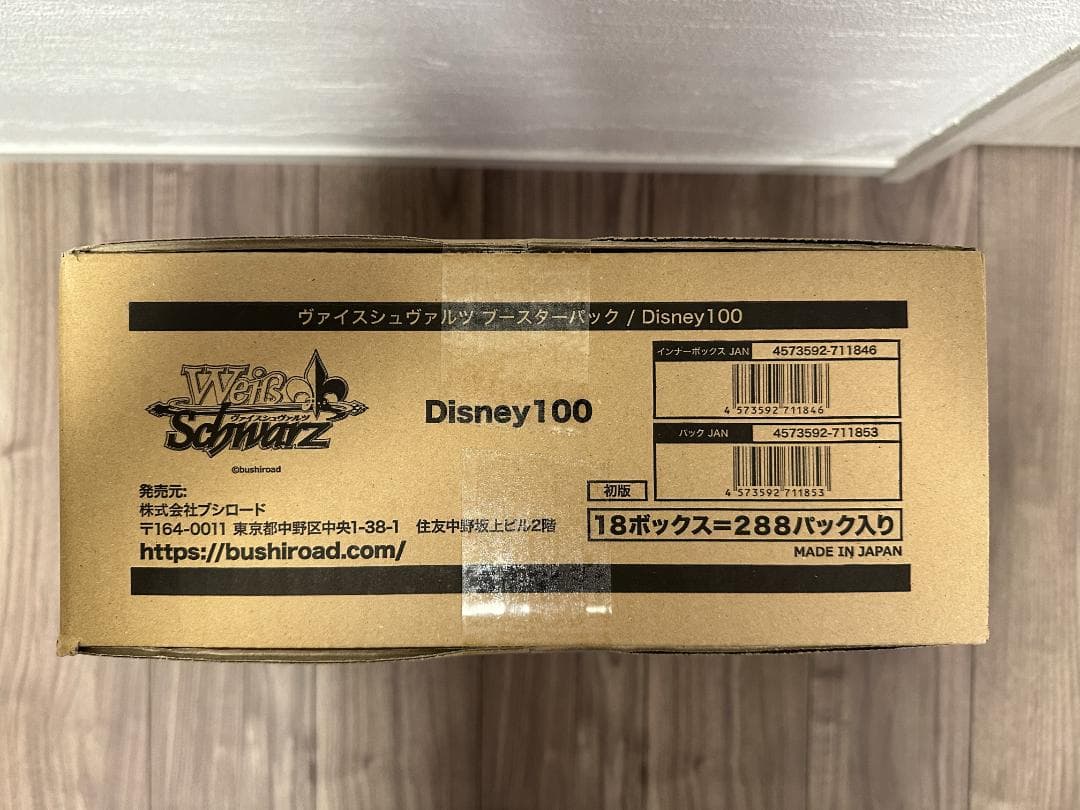 ヴァイスシュヴァルツ ブースターパック / Disney100
Weiß
ヴァイスシュヴァルツ
Schwarz
©bushiroad
Disney100
インナーボックス JAN 4573592-711846
4 573592 711846
パック JAN 4573592-711853
4 573592 711853
発売元:
株式会社ブシロード
〒164-0011 東京都中野区中央1-38-1 住友中野坂上ビル2階
https://bushiroad.com/
初版
18ボックス=288パック入り
MADE IN JAPAN